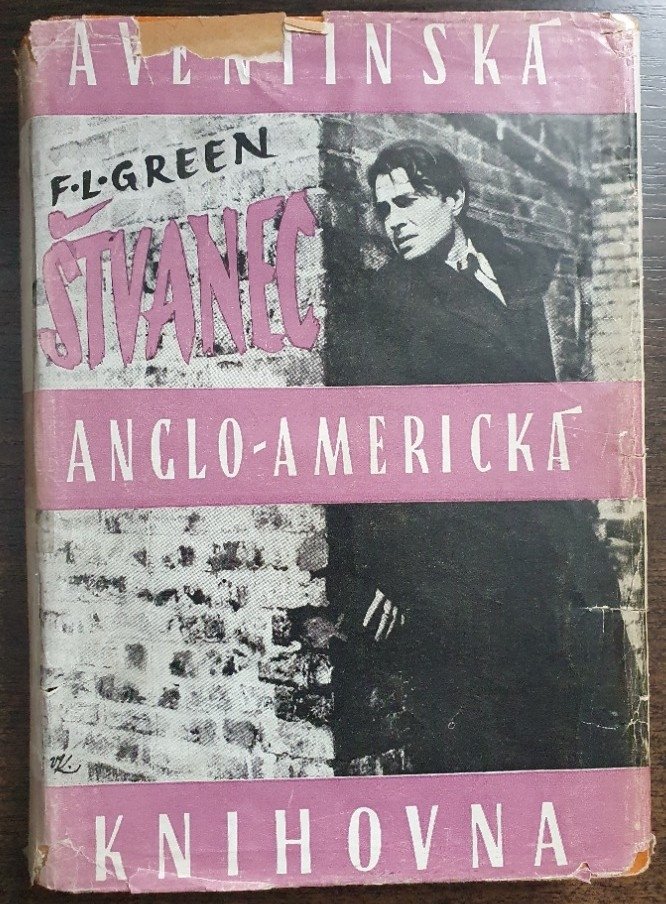 AVENTINSKÁ
F.L.GREEN
ŠTVANEC
ANGLO-AMERICKÁ
KNIHOVNA